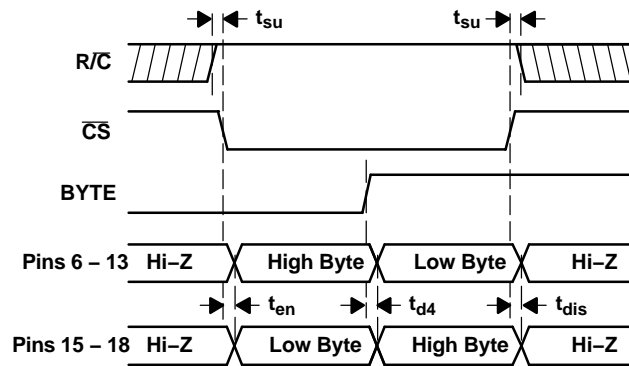 tsu tsu
R/C̅
C̅S̅
BYTE
Pins 6 – 13 Hi–Z High Byte Low Byte Hi–Z
ten td4 tdis
Pins 15 – 18 Hi–Z Low Byte High Byte Hi–Z